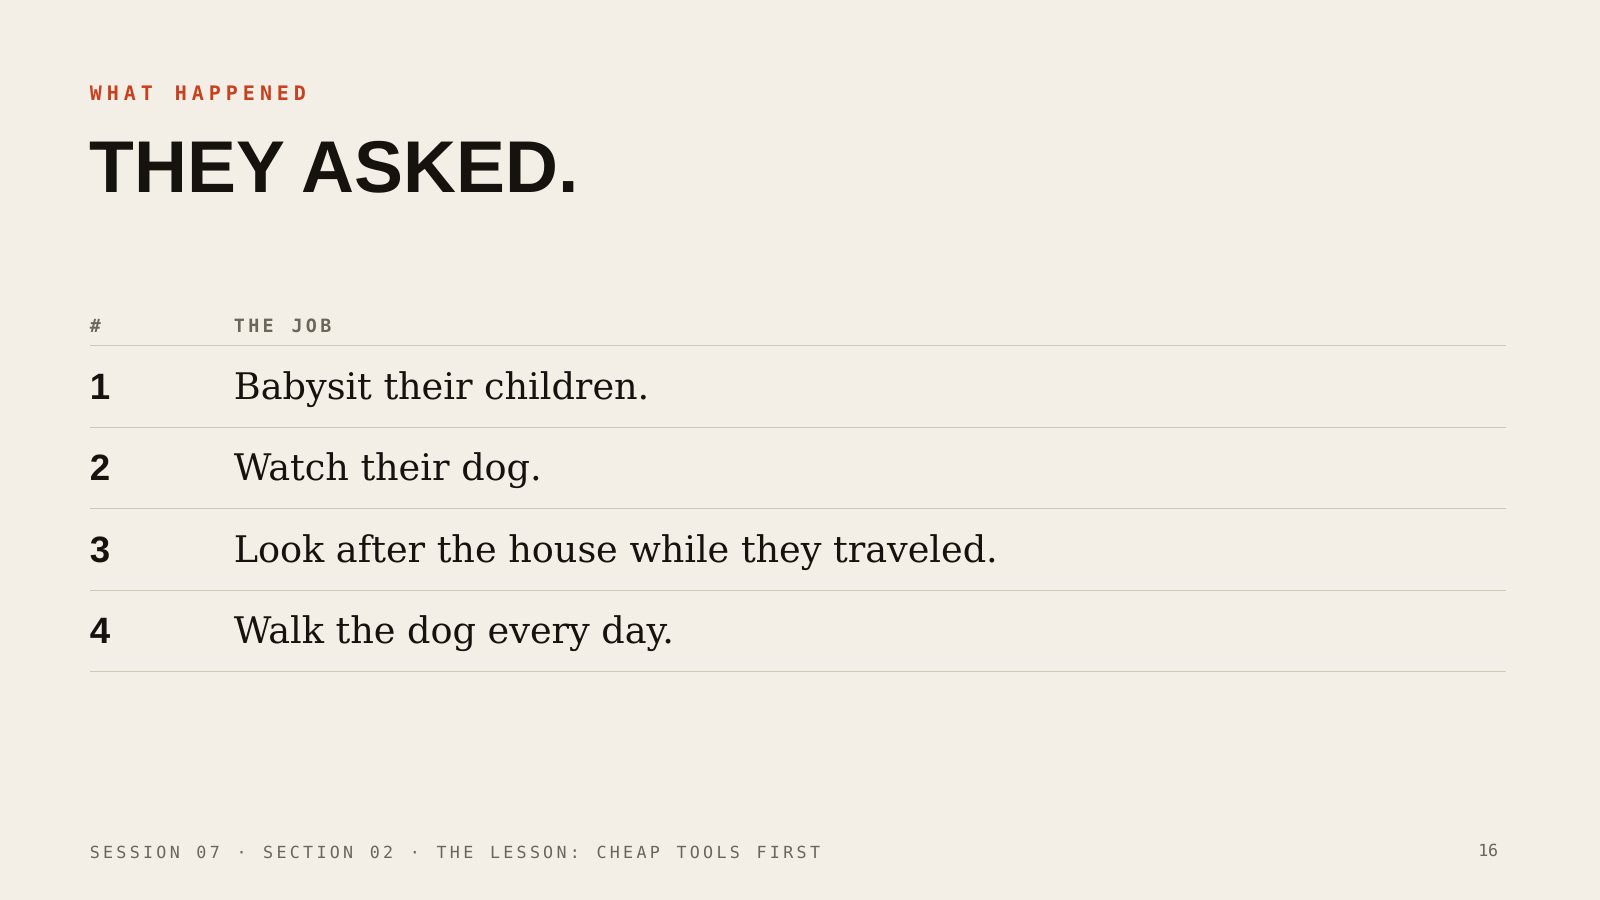 WHAT HAPPENED
THEY ASKED.
# THE JOB
1 Babysit their children.
2 Watch their dog.
3 Look after the house while they traveled.
4 Walk the dog every day.
SESSION 07 · SECTION 02 · THE LESSON: CHEAP TOOLS FIRST 16